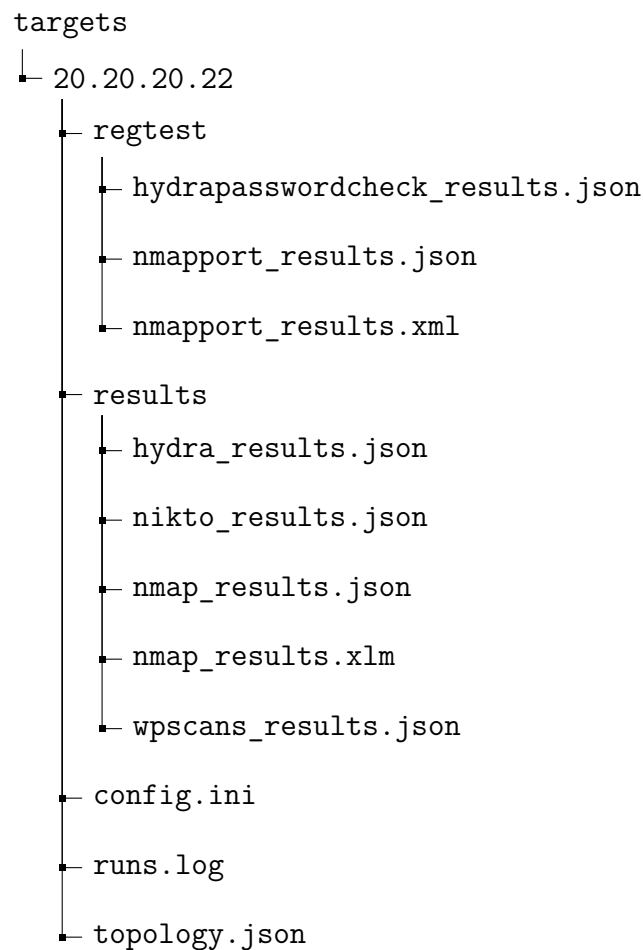 targets
20.20.20.22
regtest
hydrapasswordcheck_results.json
nmapport_results.json
nmapport_results.xml
results
hydra_results.json
nikto_results.json
nmap_results.json
nmap_results.xlm
wpscans_results.json
config.ini
runs.log
topology.json